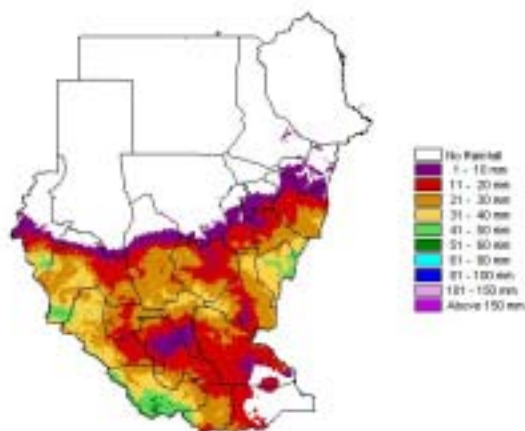 No Rainfall
1 - 10 mm
11 - 20 mm
21 - 30 mm
31 - 40 mm
41 - 50 mm
51 - 60 mm
61 - 80 mm
81 - 100 mm
101 - 150 mm
Above 150 mm